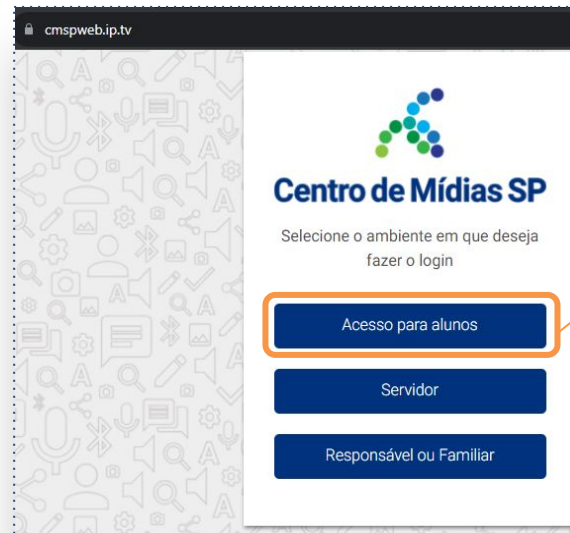 cmspweb.ip.tv
Centro de Mídias SP
Selecione o ambiente em que deseja
fazer o login
Acesso para alunos
Servidor
Responsável ou Familiar